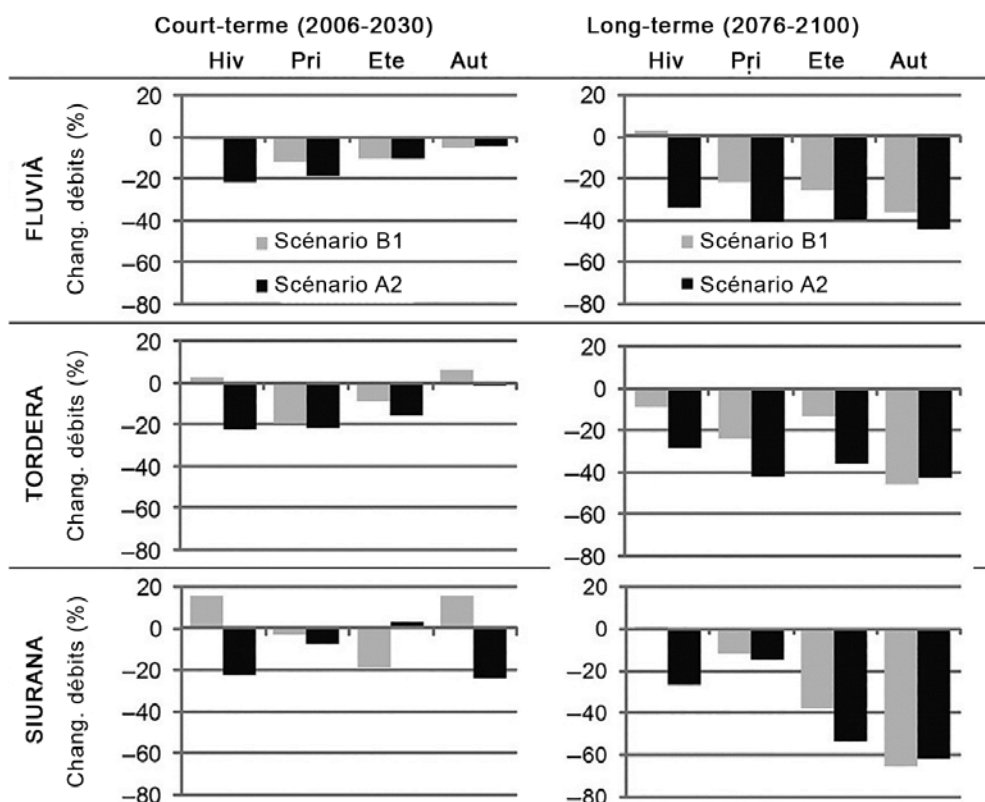 Court-terme (2006-2030) Long-terme (2076-2100)
Hiv Pri Ete Aut Hiv Pri Ete Aut
FLUVIÀ
Chang. débits (%)
20 20
0 0
–20 –20
–40 –40
Scénario B1 Scénario B1
–60 –60
Scénario A2 Scénario A2
–80 –80
TORDERA
Chang. débits (%)
20 20
0 0
–20 –20
–40 –40
–60 –60
–80 –80
SIURANA
Chang. débits (%)
20 20
0 0
–20 –20
–40 –40
–60 –60
–80 –80